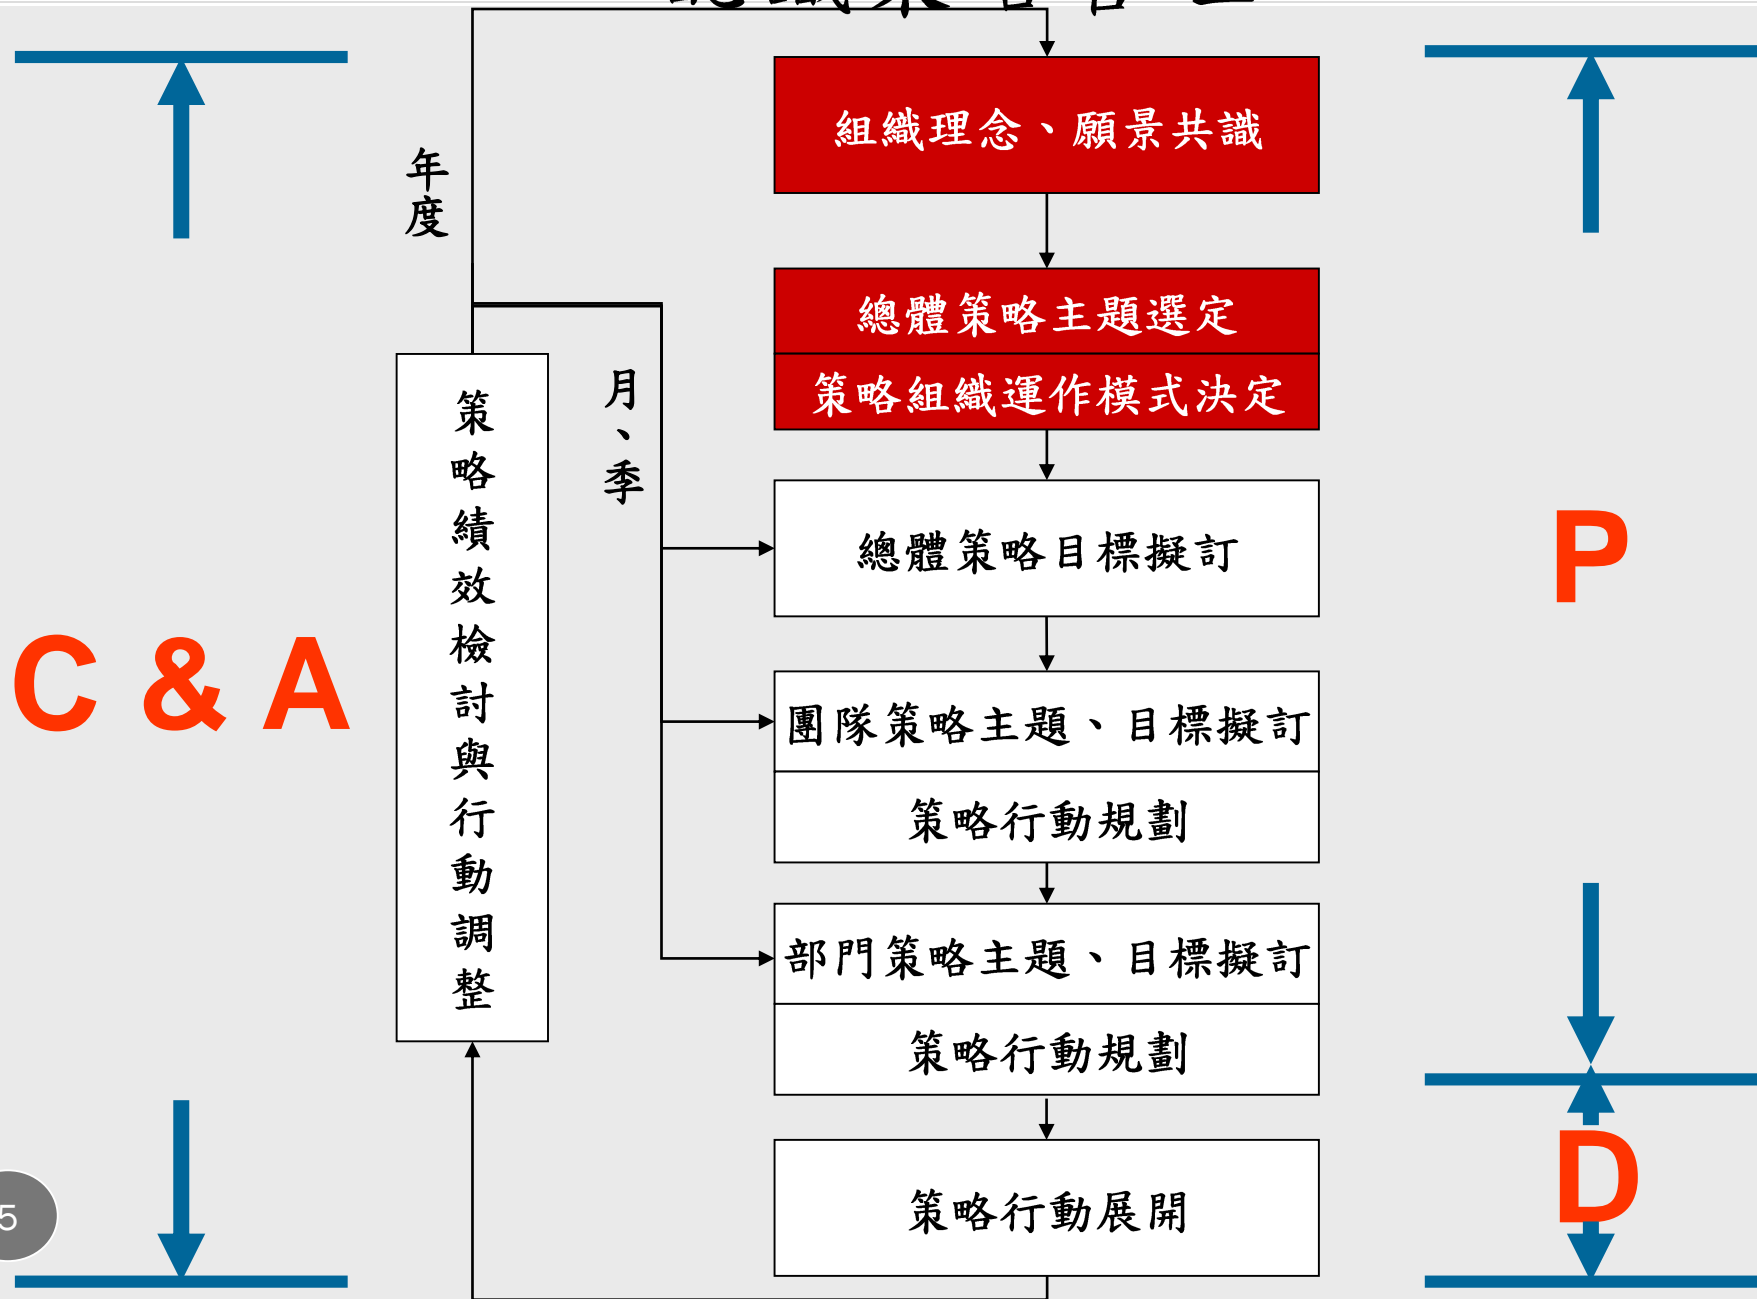 組織理念、願景共識
年度
總體策略主題選定
策略組織運作模式決定
月、季
策略績效檢討與行動調整
總體策略目標擬訂
P
C & A
團隊策略主題、目標擬訂
策略行動規劃
部門策略主題、目標擬訂
策略行動規劃
D
策略行動展開
5